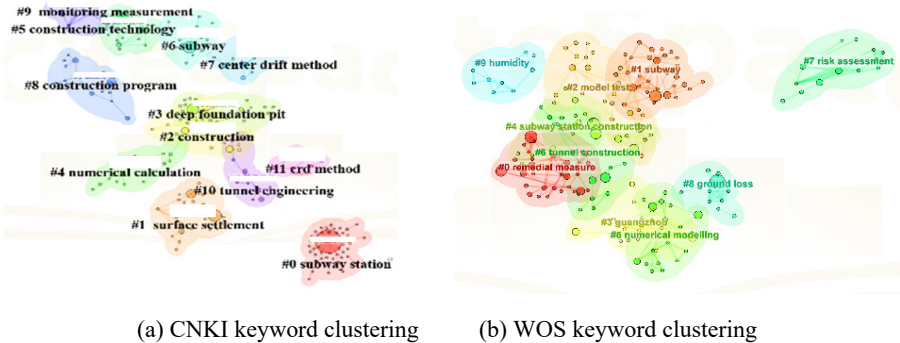 #9 monitoring measurement
#5 construction technology
#6 subway
#7 center drift method
#8 construction program
#3 deep foundation pit
#2 construction
#4 numerical calculation
#11 crd method
#10 tunnel engineering
#1 surface settlement
#0 subway station
#9 humidity
#1 subway
#7 risk assessment
#2 model test
#4 subway station construction
#6 tunnel construction
#0 remedial measure
#8 ground loss
#3 guangzhou
#5 numerical modelling
(a) CNKI keyword clustering
(b) WOS keyword clustering